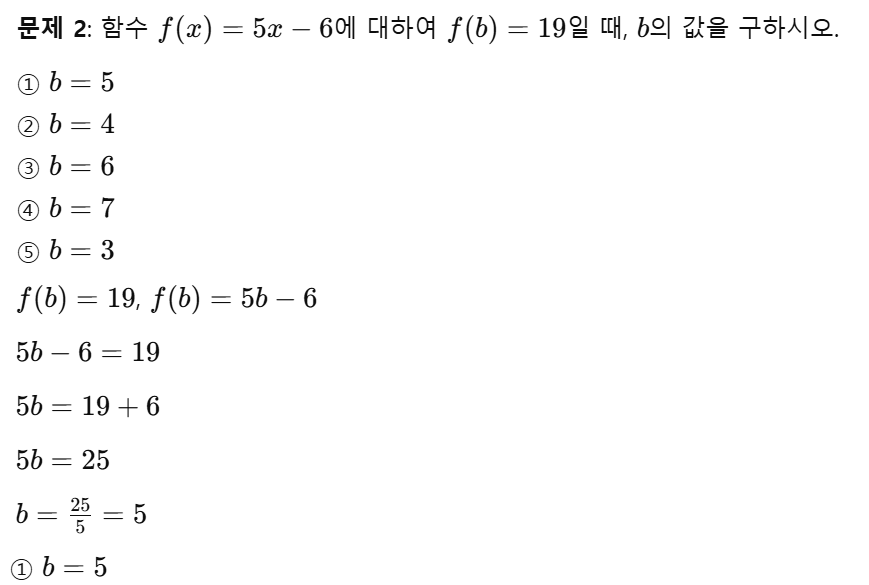 문제 2: 함수 f(x) = 5x − 6에 대하여 f(b) = 19일 때, b의 값을 구하시오.
① b = 5
② b = 4
③ b = 6
④ b = 7
⑤ b = 3
f(b) = 19, f(b) = 5b − 6
5b − 6 = 19
5b = 19 + 6
5b = 25
b = 25/5 = 5
① b = 5